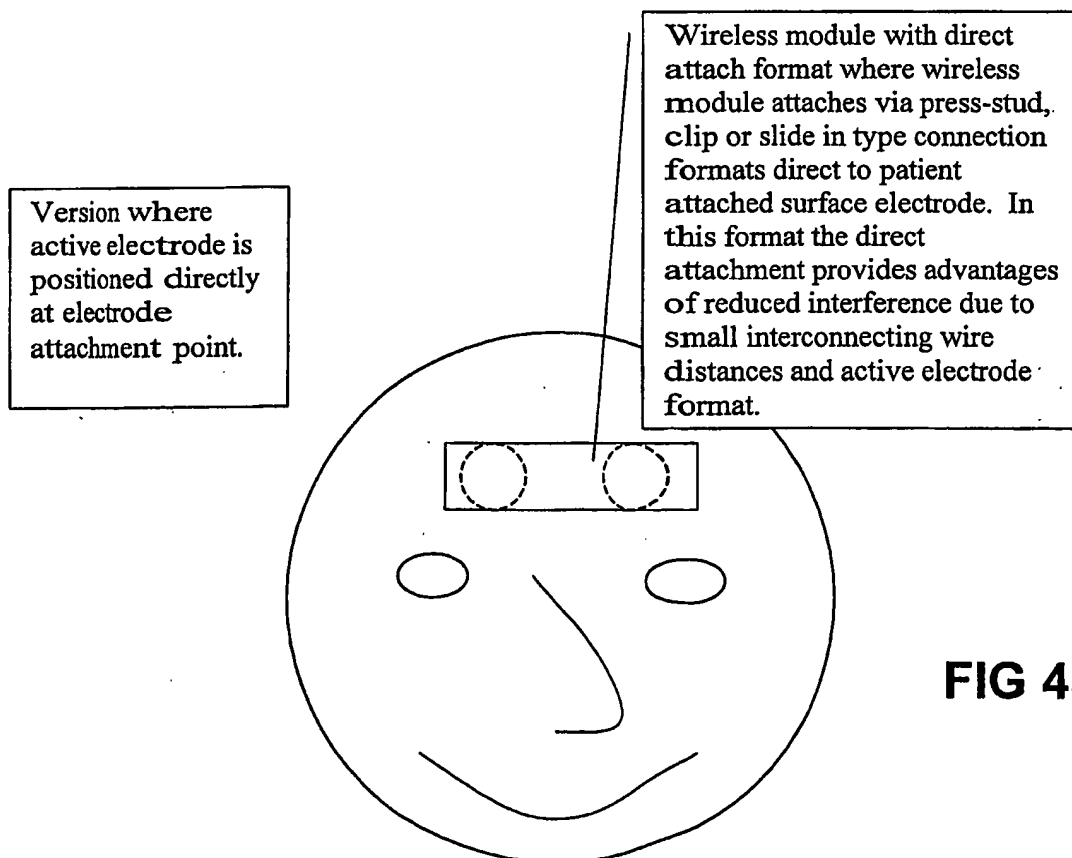 Wireless module with direct
attach format where wireless
module attaches via press-stud,
clip or slide in type connection
formats direct to patient
attached surface electrode. In
this format the direct
attachment provides advantages
of reduced interference due to
small interconnecting wire
distances and active electrode
format.
Version where
active electrode is
positioned directly
at electrode
attachment point.
FIG 4